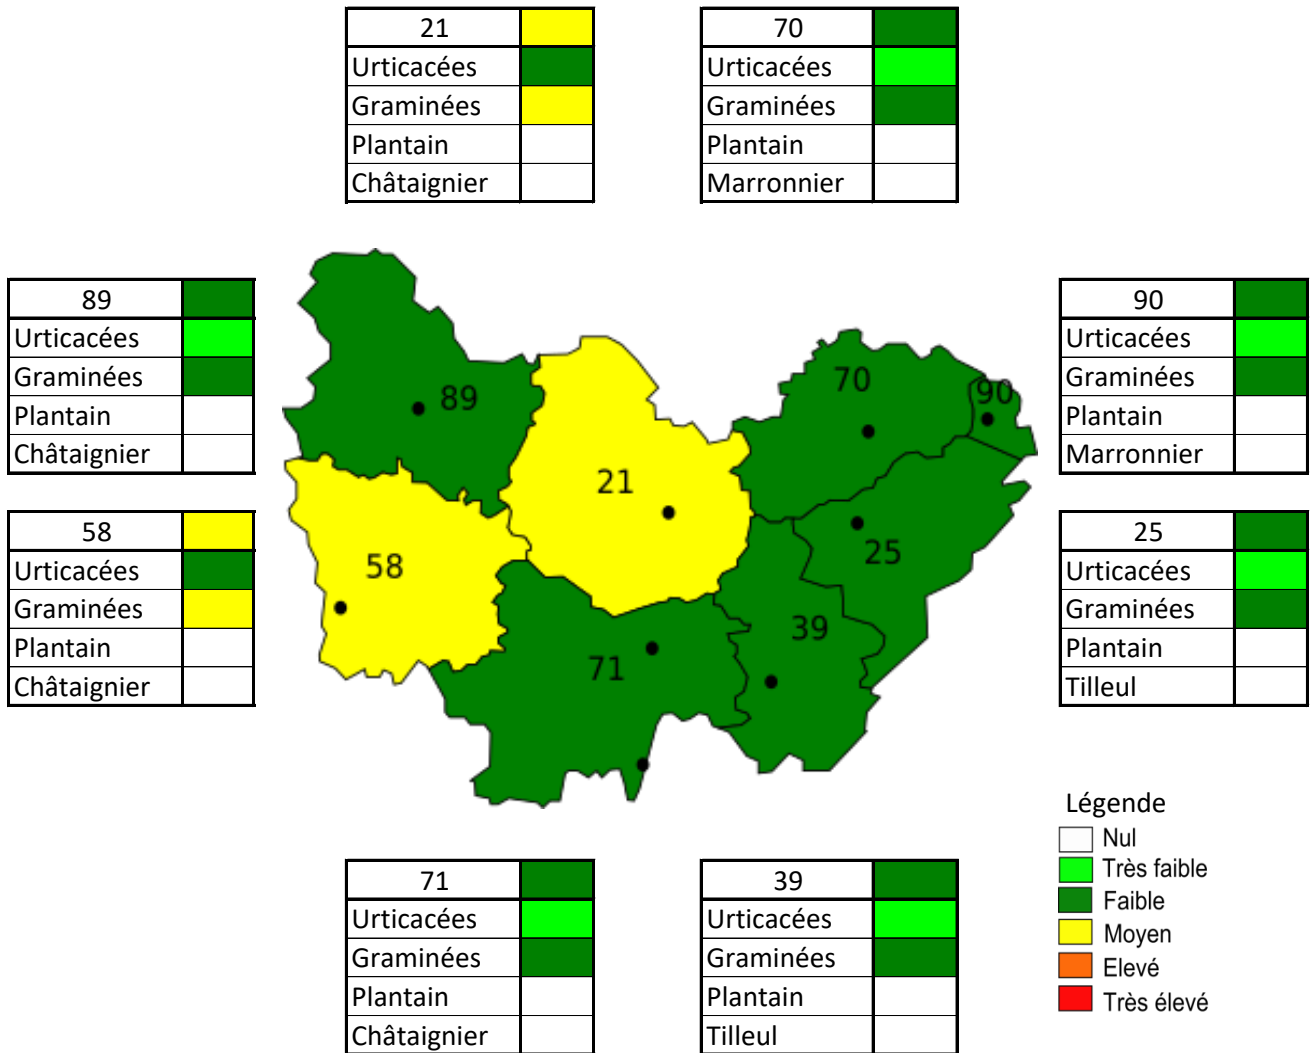 21
Urticacées
Graminées
Plantain
Châtaignier
70
Urticacées
Graminées
Plantain
Marronnier
89
Urticacées
Graminées
Plantain
Châtaignier
58
Urticacées
Graminées
Plantain
Châtaignier
89
21
70
90
58
25
71
39
90
Urticacées
Graminées
Plantain
Marronnier
25
Urticacées
Graminées
Plantain
Tilleul
Légende
Nul
Très faible
Faible
Moyen
Elevé
Très élevé
71
Urticacées
Graminées
Plantain
Châtaignier
39
Urticacées
Graminées
Plantain
Tilleul